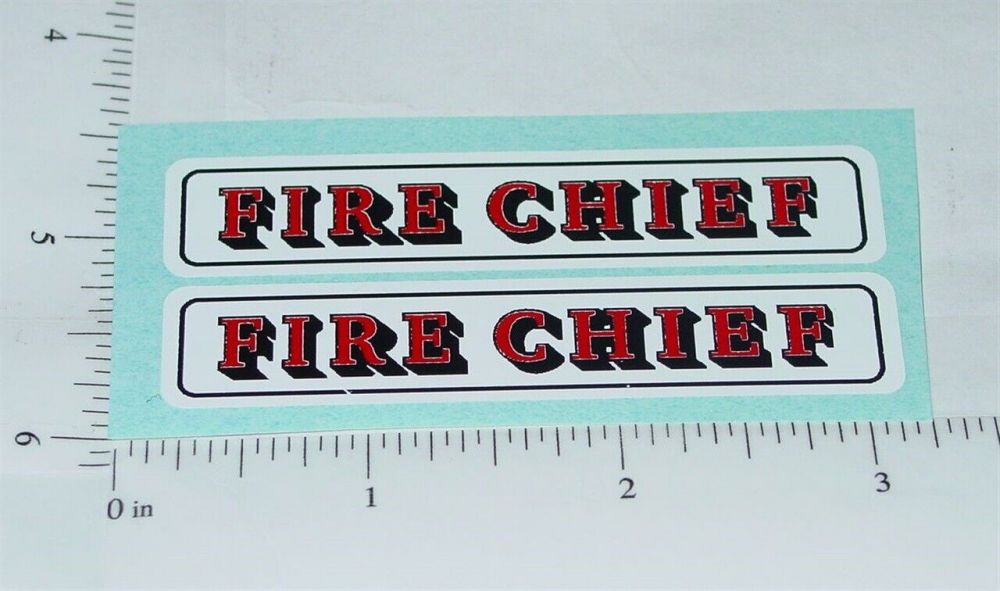 4
FIRE CHIEF
5
FIRE CHIEF
6
0 in 1 2 3